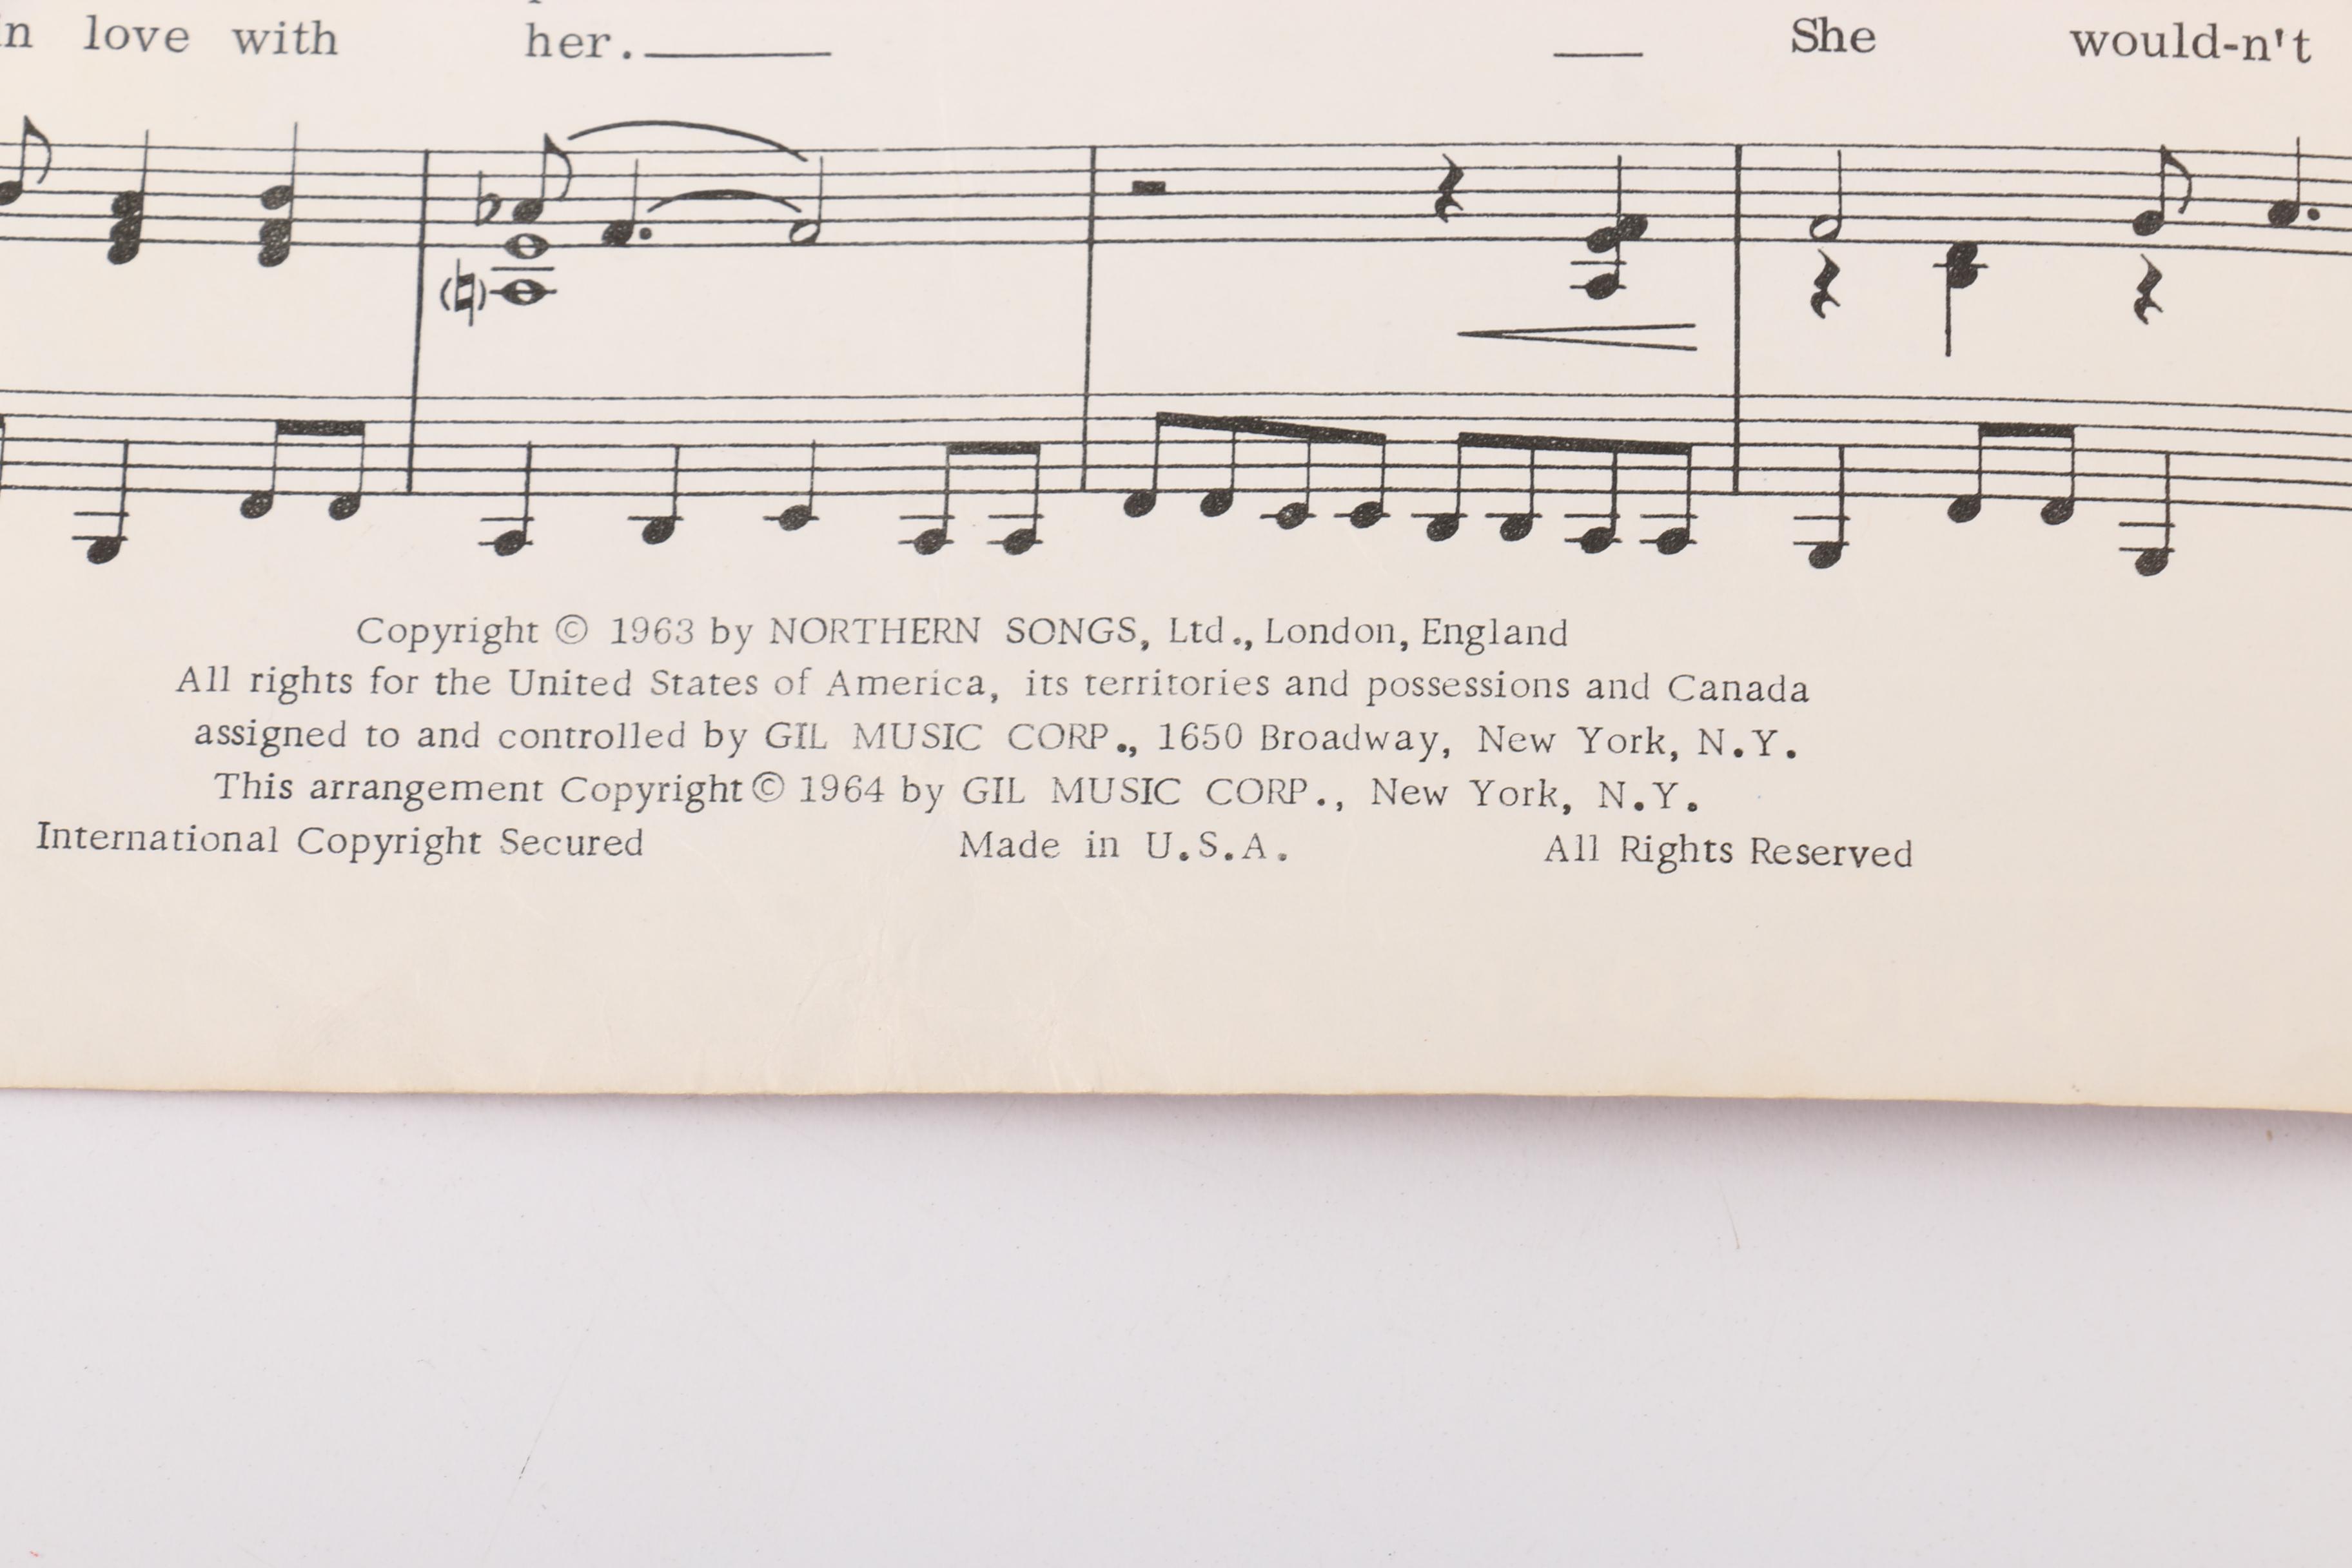 in love with her. She would-n't
Copyright © 1963 by NORTHERN SONGS, Ltd., London, England
All rights for the United States of America, its territories and possessions and Canada
assigned to and controlled by GIL MUSIC CORP., 1650 Broadway, New York, N.Y.
This arrangement Copyright © 1964 by GIL MUSIC CORP., New York, N.Y.
International Copyright Secured Made in U.S.A. All Rights Reserved